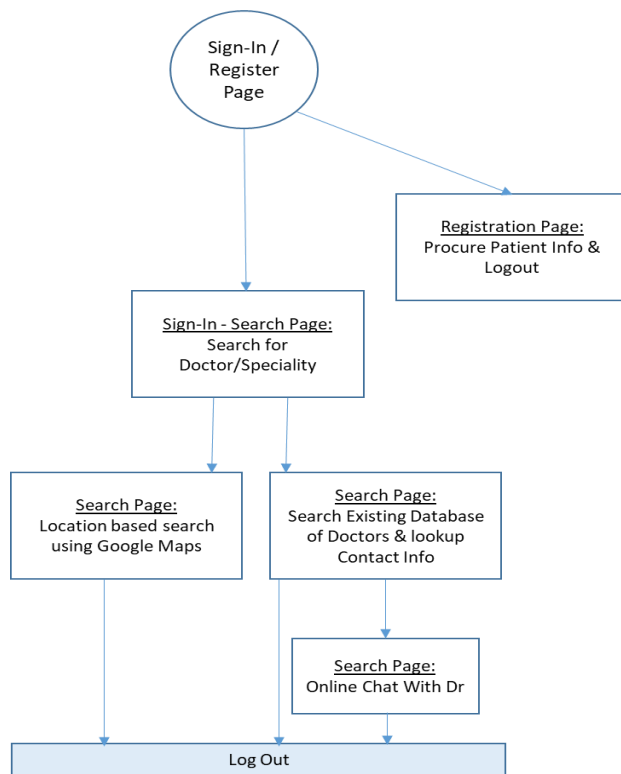 Sign-In /
Register
Page
Registration Page:
Procure Patient Info &
Logout
Sign-In - Search Page:
Search for
Doctor/Speciality
Search Page:
Location based search
using Google Maps
Search Page:
Search Existing Database
of Doctors & lookup
Contact Info
Search Page:
Online Chat With Dr
Log Out